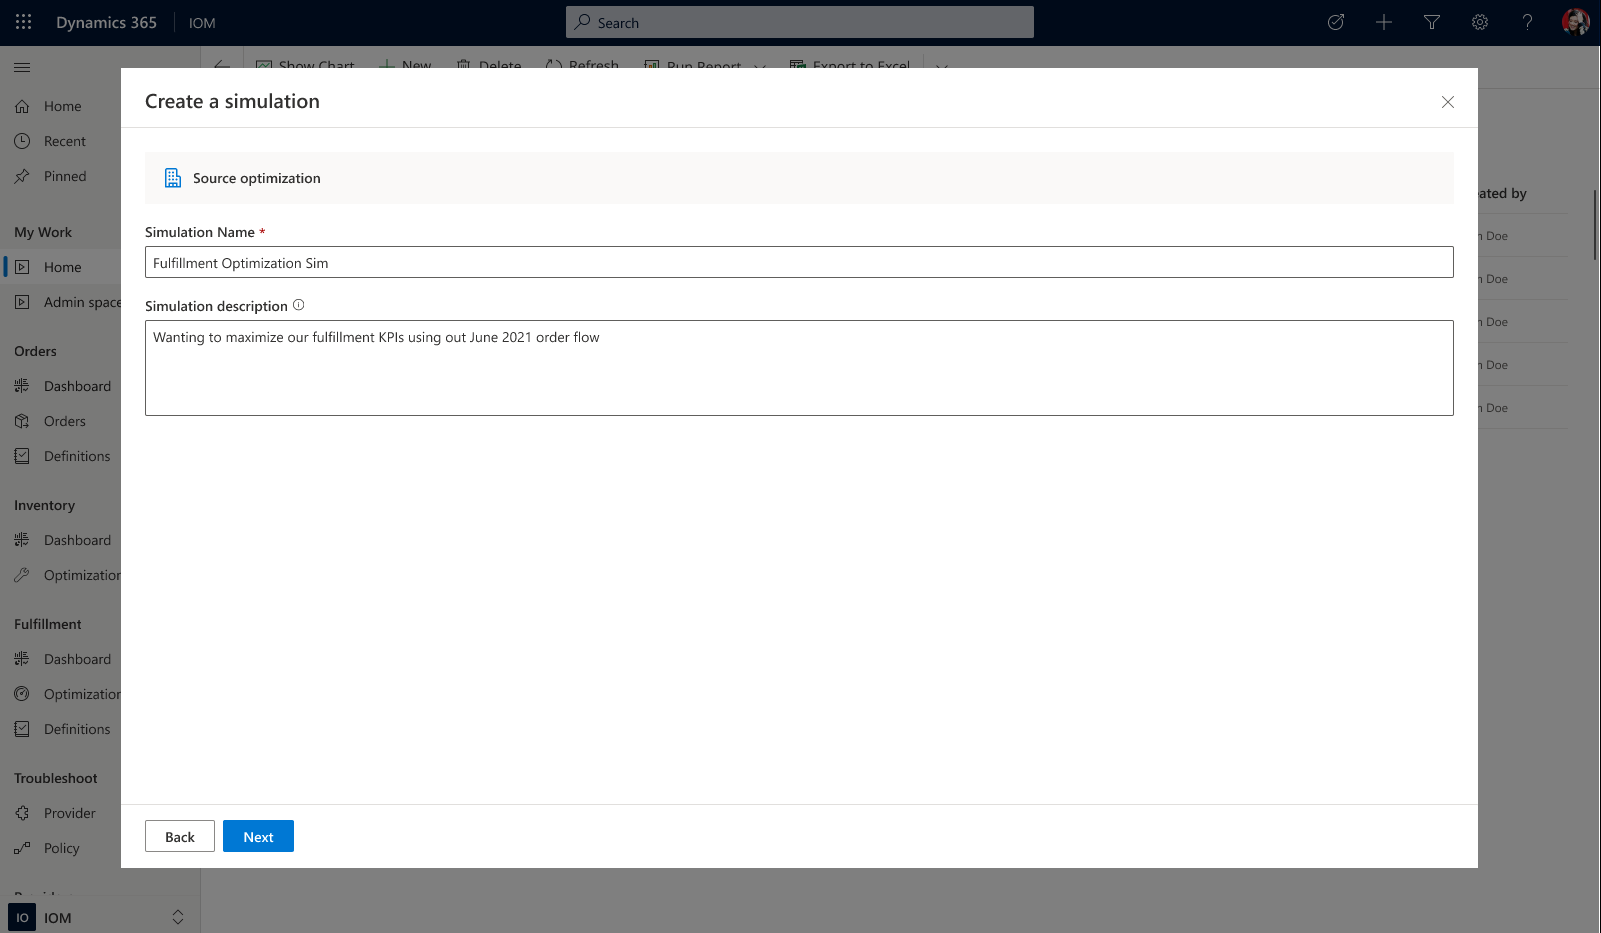 Dynamics 365
IOM
Search
Show Chart
New
Delete
Refresh
Run Report
Export to Excel
Home
Recent
Pinned
My Work
Home
Admin space
Orders
Dashboard
Orders
Definitions
Inventory
Dashboard
Optimization
Fulfillment
Dashboard
Optimization
Definitions
Troubleshoot
Provider
Policy
IO
IOM
Create a simulation
Source optimization
Simulation Name *
Fulfillment Optimization Sim
Simulation description
Wanting to maximize our fulfillment KPIs using out June 2021 order flow
Back
Next
ated by
n Doe
n Doe
n Doe
n Doe
n Doe